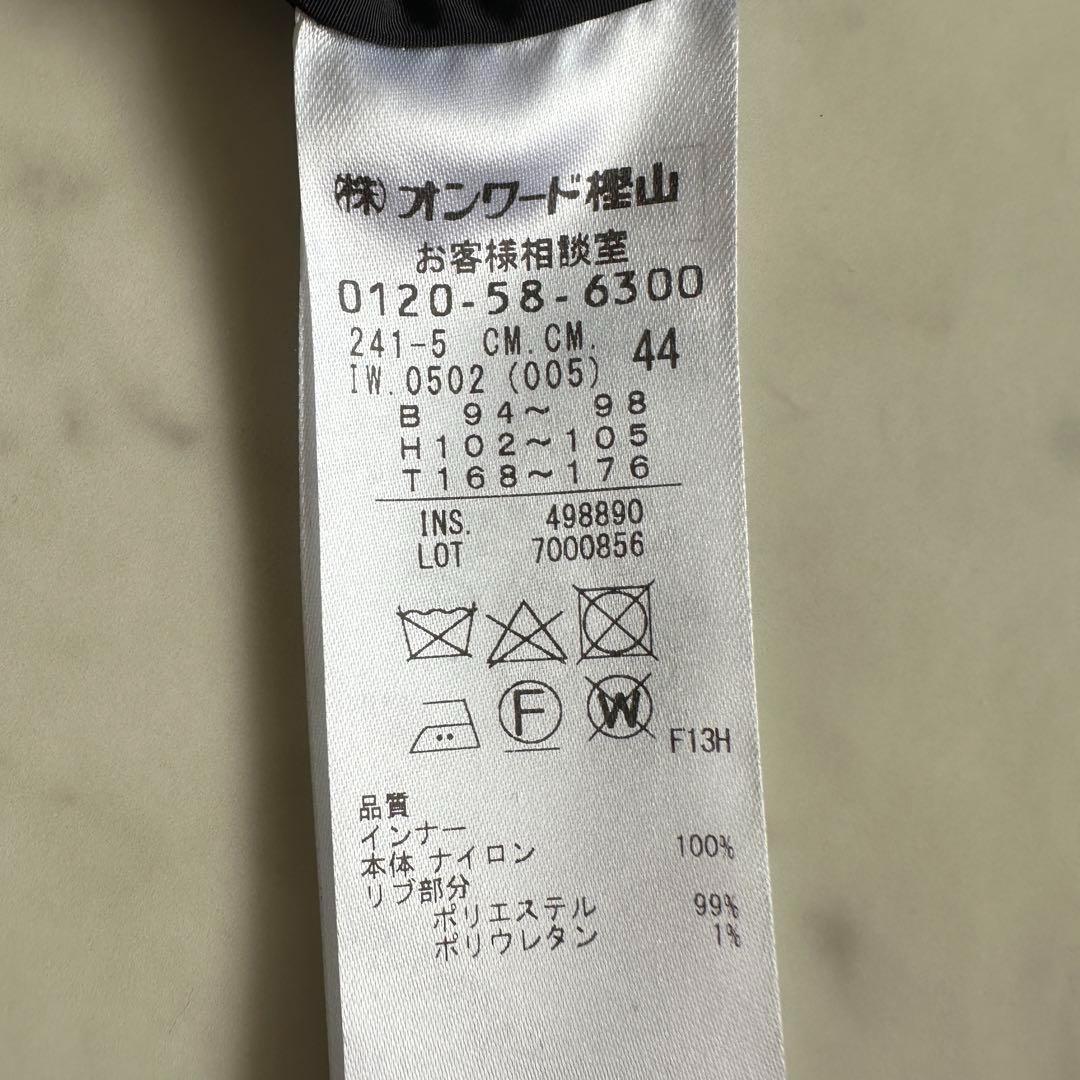 ㈱オンワード樫山
お客様相談室
0120-58-6300
241-5 CM.CM. 44
IW.0502 (005)
B 94～ 98
H102～105
T168～176
INS. 498890
LOT 7000856
F
W
F13H
品質
インナー
本体 ナイロン 100%
リブ部分
ポリエステル 99%
ポリウレタン 1%